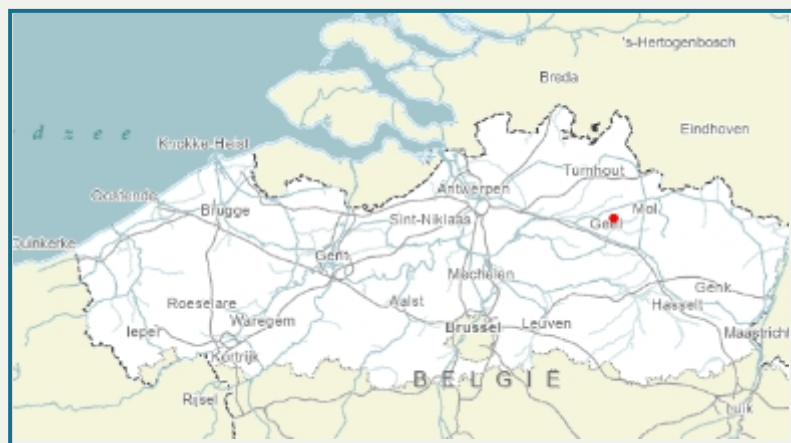 's-Hertogenbosch
Breda
d z e e
Eindhoven
Knokke-Heist
Turnhout
Oostende
Antwerpen
Mol
Brugge
Sint-Niklaas
Geel
Duinkerke
Gent
Mechelen
Genk
Roeselare
Aalst
Hasselt
Ieper
Waregem
Brussel
Leuven
Maastricht
Kortrijk
BELGIË
Rijsel
Luik